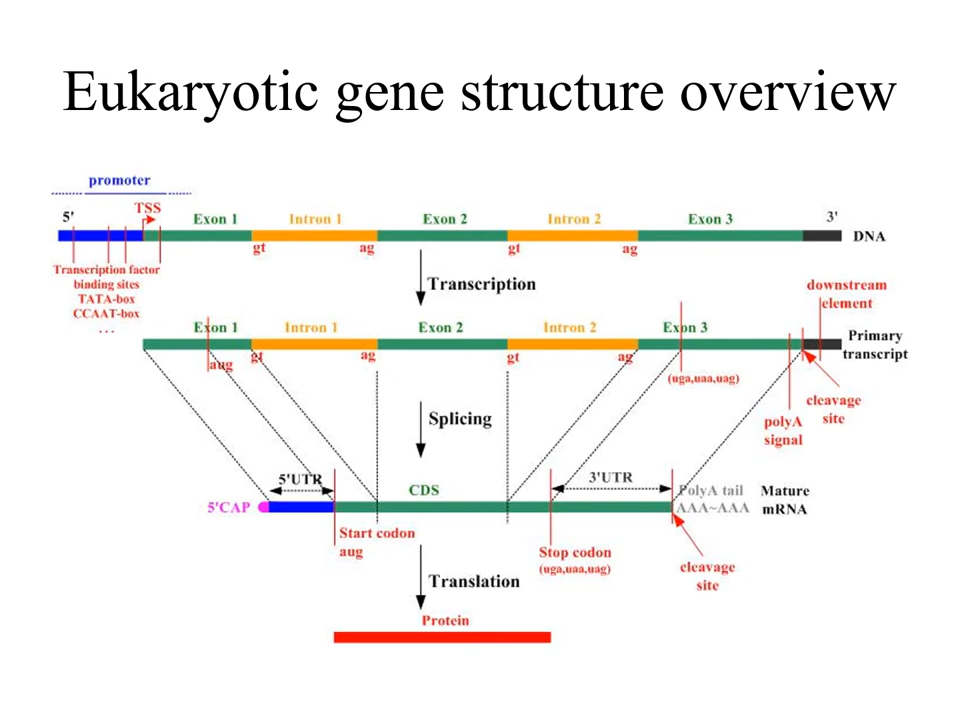 Eukaryotic gene structure overview
promoter
5'
TSS
Exon 1
Intron 1
Exon 2
Intron 2
Exon 3
3'
gt
ag
gt
ag
DNA
Transcription factor
binding sites
TATA-box
CCAAT-box
...
Transcription
downstream
element
Exon 1
Intron 1
Exon 2
Intron 2
Exon 3
Primary
transcript
aug
gt
ag
gt
ag
(uga,uaa,uag)
cleavage
site
polyA
signal
Splicing
5'UTR
CDS
3'UTR
PolyA tail
AAA~AAA
Mature
mRNA
5'CAP
Start codon
aug
Stop codon
(uga,uaa,uag)
cleavage
site
Translation
Protein